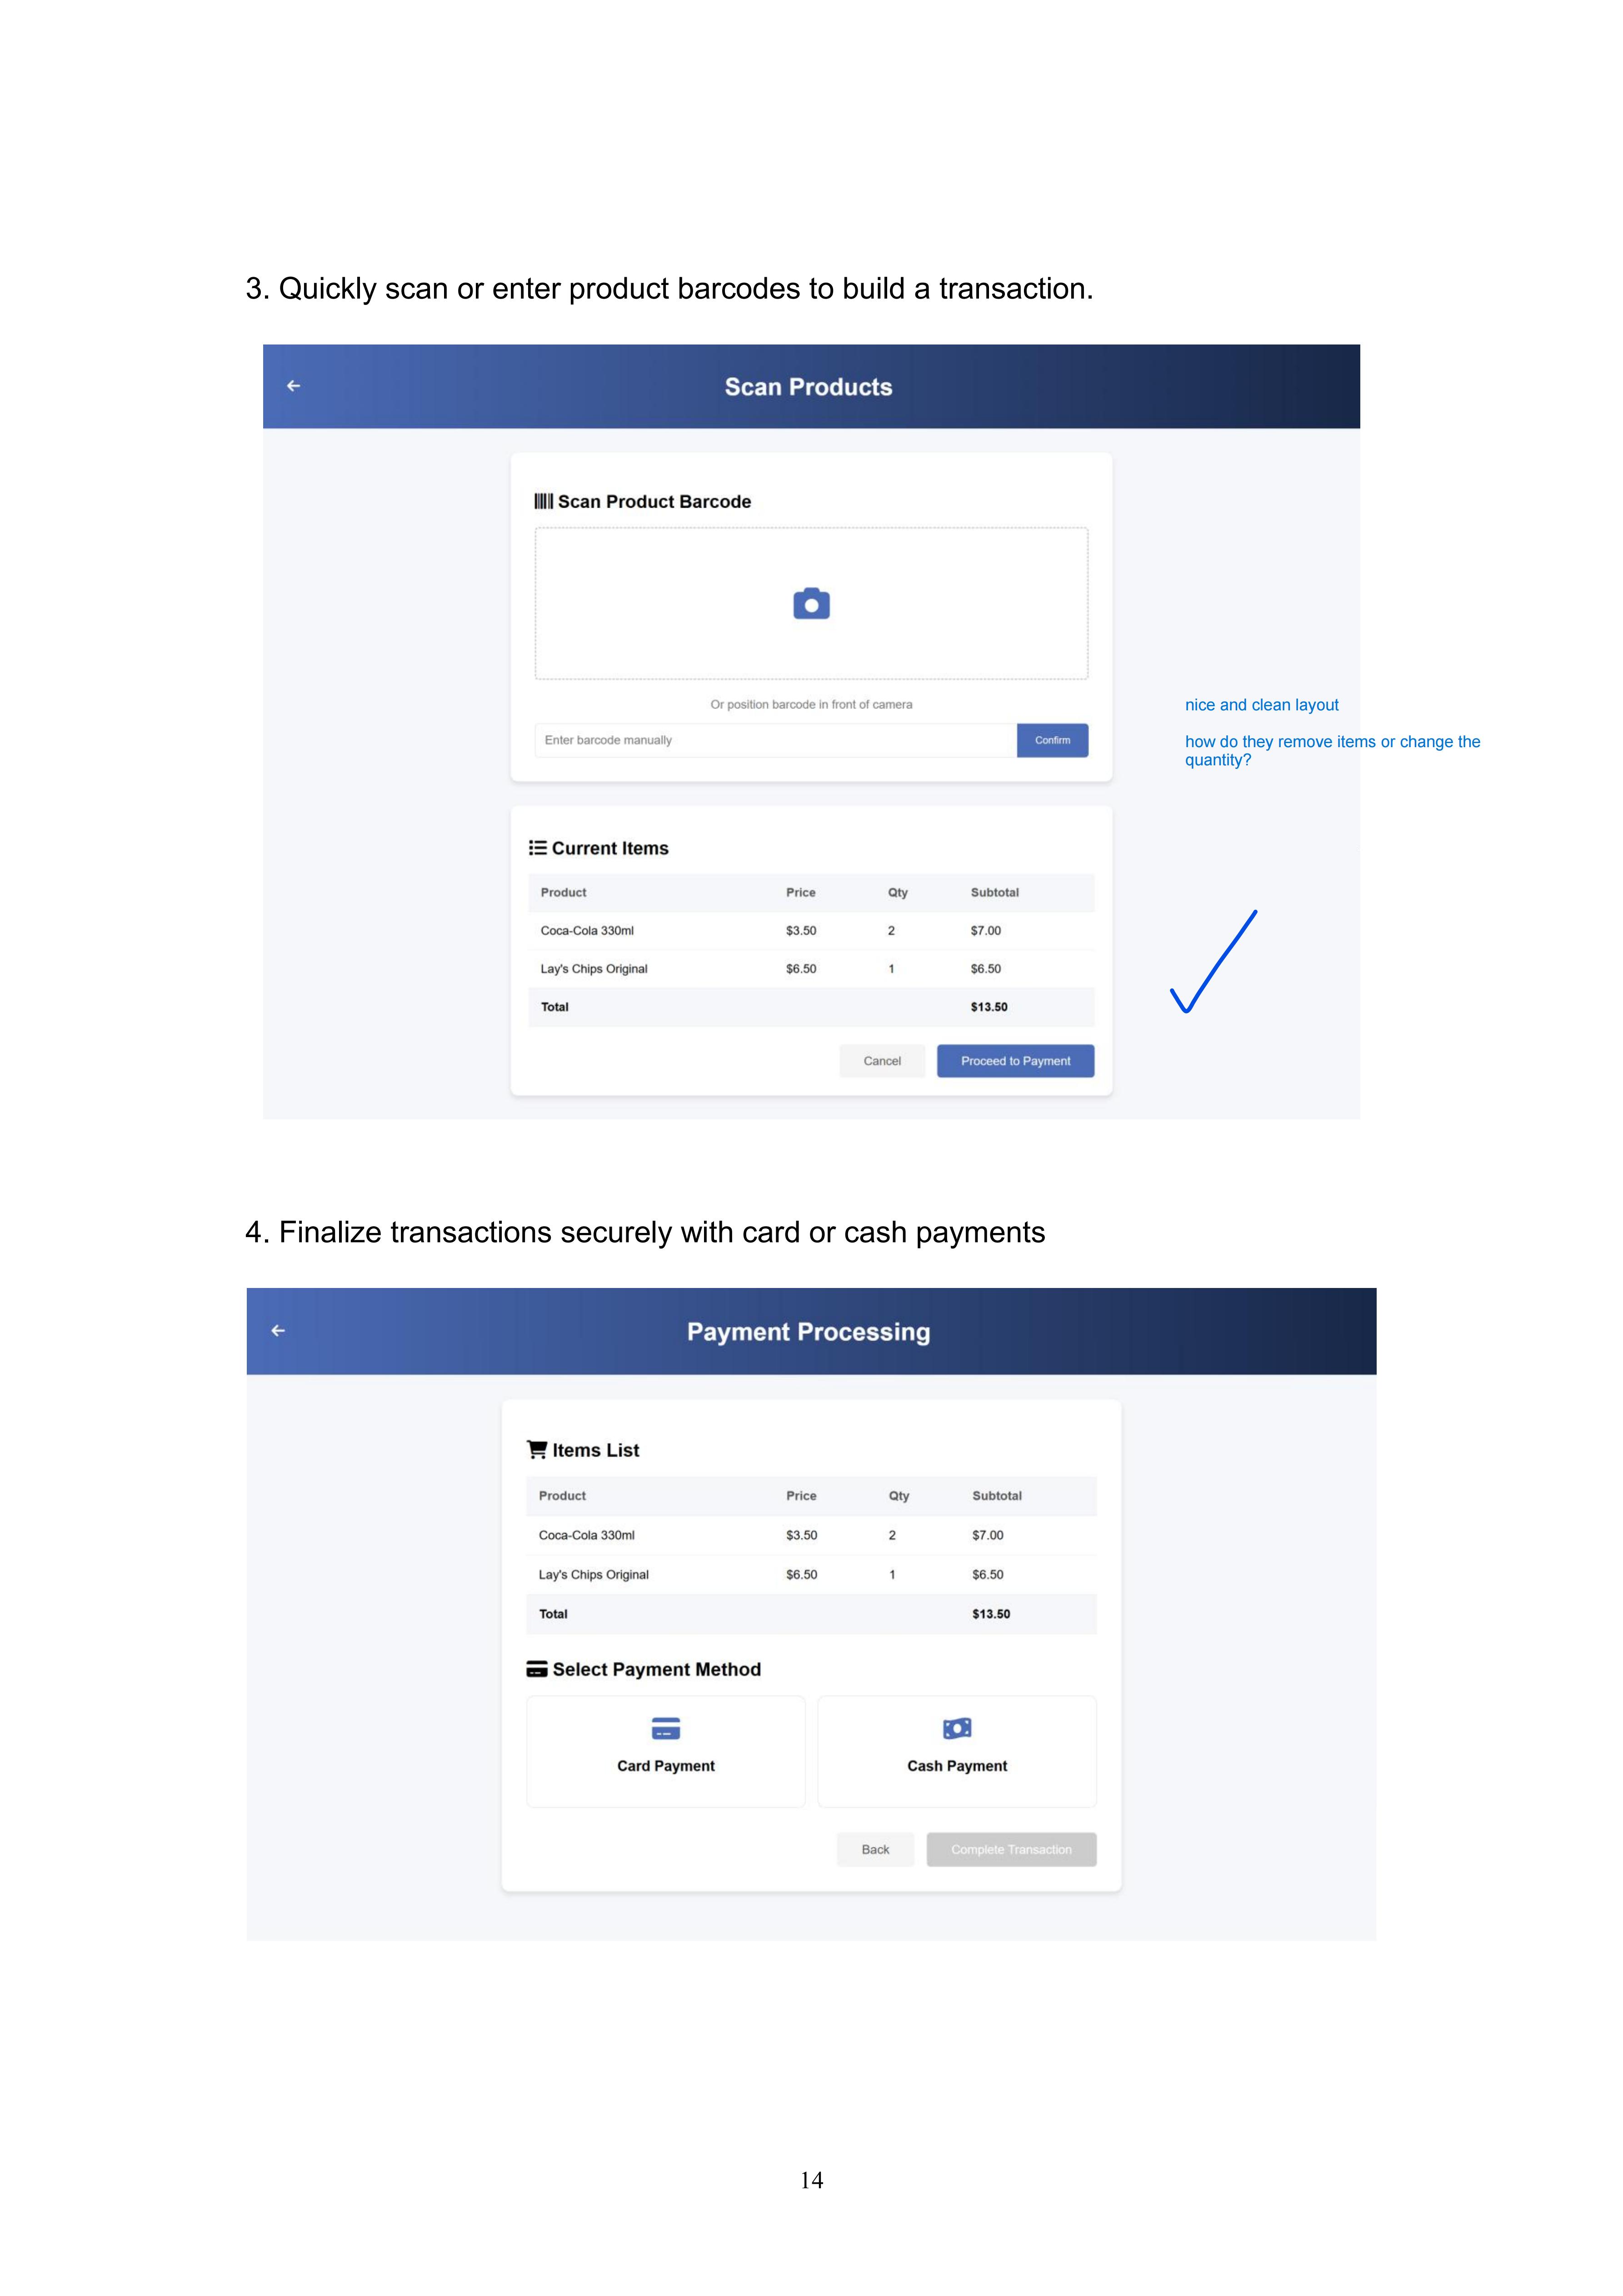 3. Quickly scan or enter product barcodes to build a transaction.
Scan Products
Scan Product Barcode
Or position barcode in front of camera
Enter barcode manually Confirm
nice and clean layout
how do they remove items or change the
quantity?
Current Items
Product Price Qty Subtotal
Coca-Cola 330ml $3.50 2 $7.00
Lay's Chips Original $6.50 1 $6.50
Total $13.50
Cancel Proceed to Payment
4. Finalize transactions securely with card or cash payments
Payment Processing
Items List
Product Price Qty Subtotal
Coca-Cola 330ml $3.50 2 $7.00
Lay's Chips Original $6.50 1 $6.50
Total $13.50
Select Payment Method
Card Payment Cash Payment
Back Complete Transaction
14